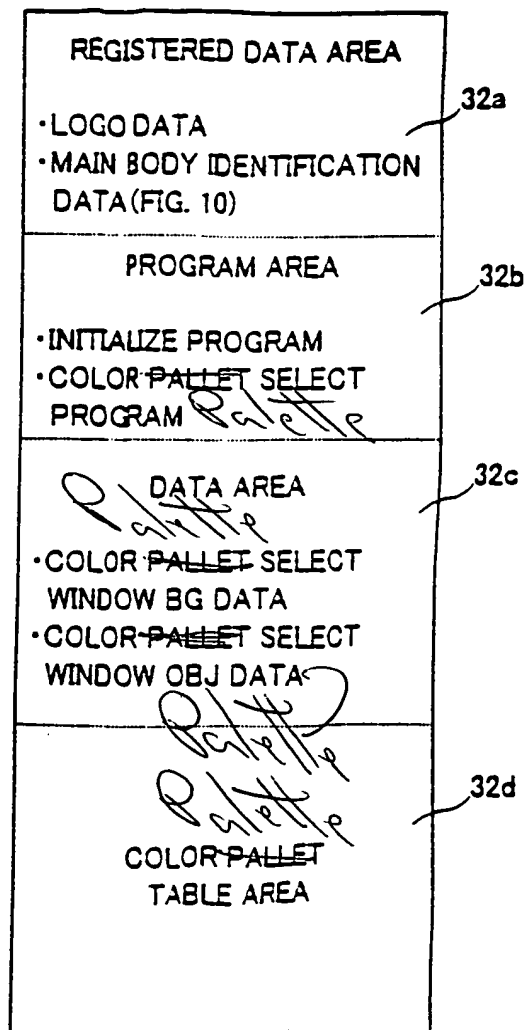 REGISTERED DATA AREA
32a
·LOGO DATA
·MAIN BODY IDENTIFICATION
DATA(FIG. 10)
PROGRAM AREA
32b
·INITIALIZE PROGRAM
·COLOR PALLET SELECT
PROGRAM Palette
32c
DATA AREA
Palette
·COLOR PALLET SELECT
WINDOW BG DATA
·COLOR PALLET SELECT
WINDOW OBJ DATA
Palette
Palette
32d
COLOR PALLET
TABLE AREA